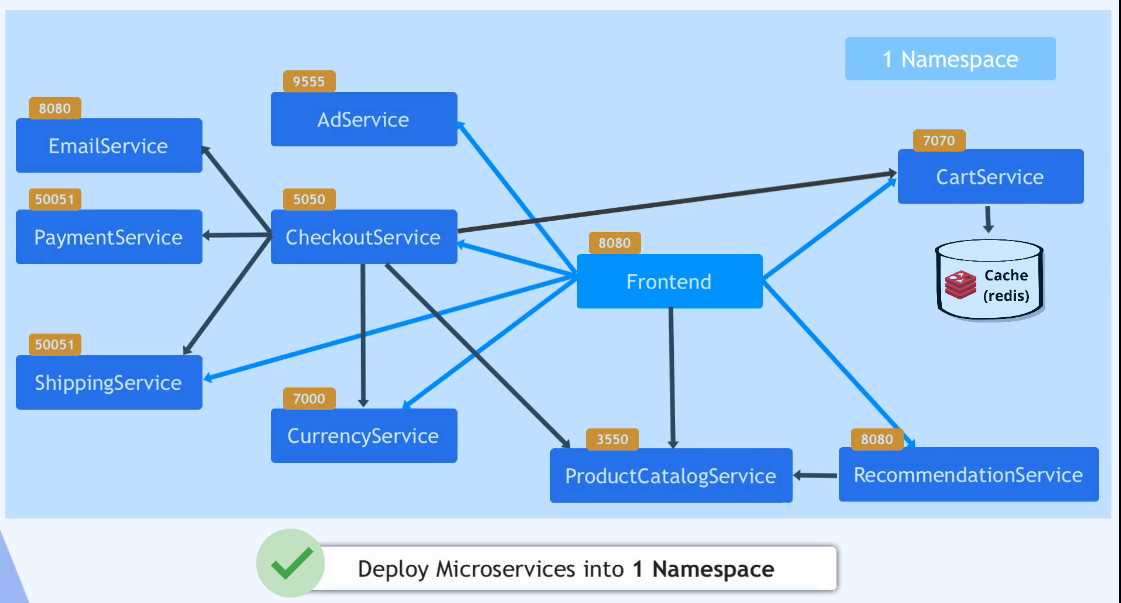 1 Namespace
9555
AdService
8080
EmailService
7070
CartService
50051
PaymentService
5050
CheckoutService
8080
Frontend
Cache
(redis)
50051
ShippingService
7000
CurrencyService
3550
ProductCatalogService
8080
RecommendationService
Deploy Microservices into 1 Namespace